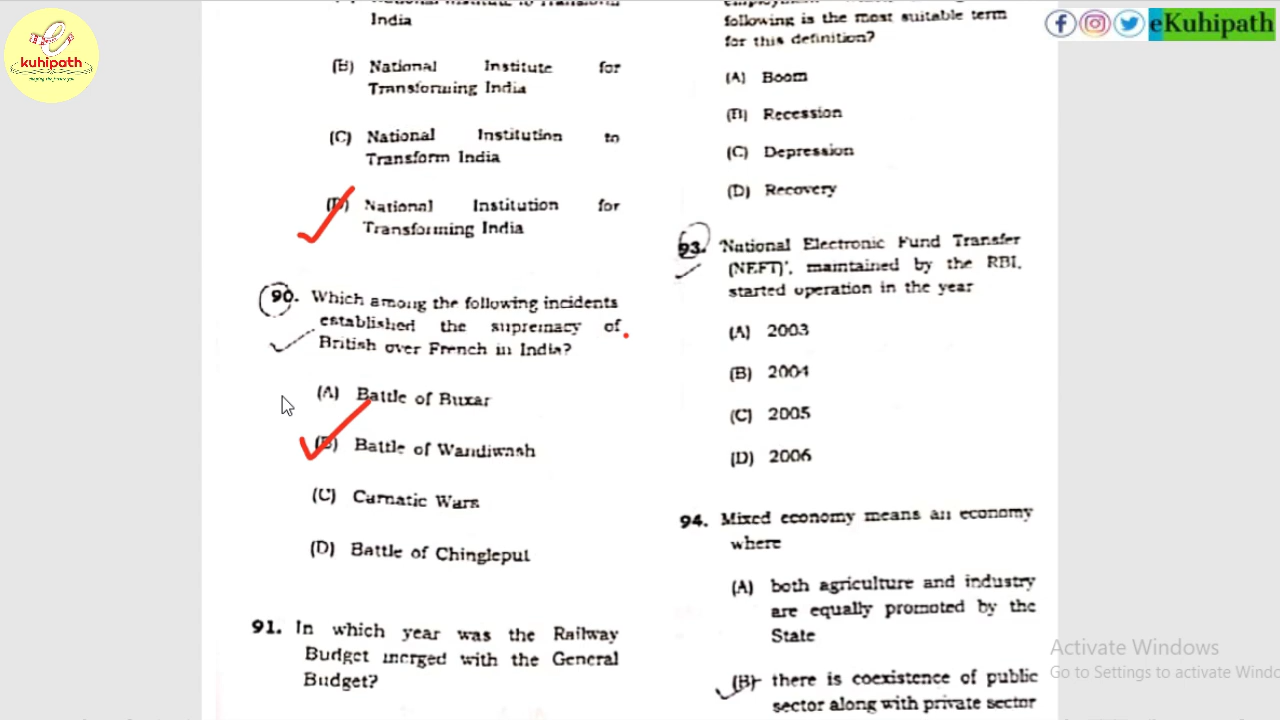 kuhipath
eKuhipath
India
(B) National Institute for
Transforming India
(C) National Institution to
Transform India
(D) National Institution for
Transforming India
90. Which among the following incidents
established the supremacy of
British over French in India?
(A) Battle of Buxar
(B) Battle of Wandiwash
(C) Carnatic Wars
(D) Battle of Chingleput
91. In which year was the Railway
Budget merged with the General
Budget?
following is the most suitable term
for this definition?
(A) Boom
(B) Recession
(C) Depression
(D) Recovery
93. 'National Electronic Fund Transfer
(NEFT)', maintained by the RBI,
started operation in the year
(A) 2003
(B) 2004
(C) 2005
(D) 2006
94. Mixed economy means an economy
where
(A) both agriculture and industry
are equally promoted by the
State
(B) there is coexistence of public
sector along with private sector
Activate Windows
Go to Settings to activate Windo